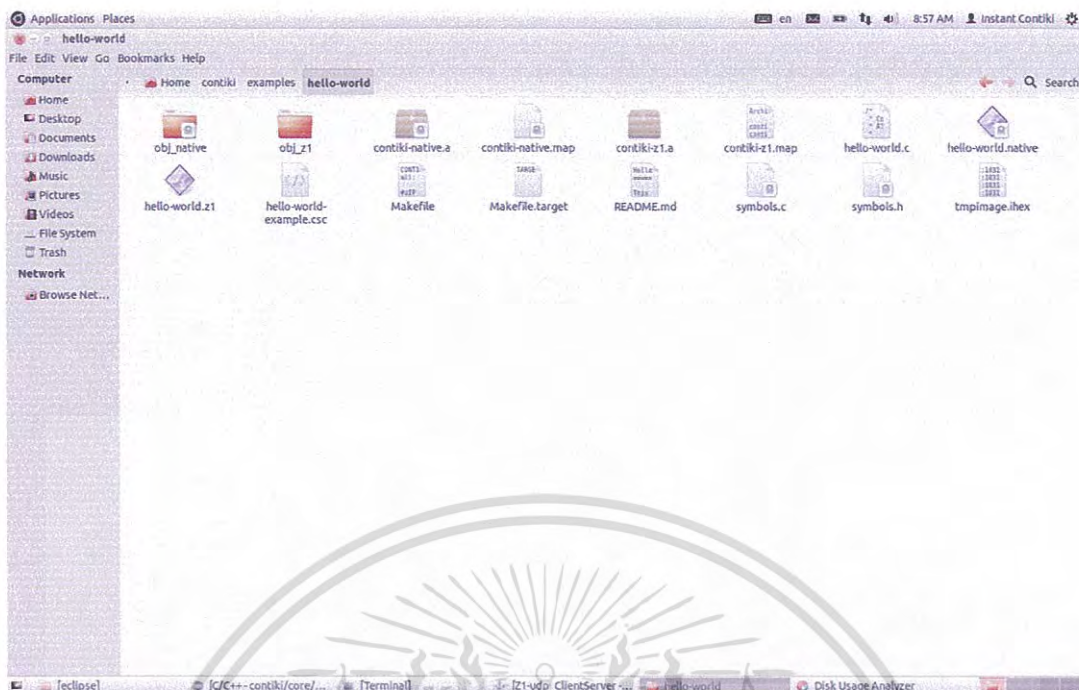 Applications Places en 8:57 AM Instant Contiki
hello-world
File Edit View Go Bookmarks Help
Computer
Home
Desktop
Documents
Downloads
Music
Pictures
Videos
File System
Trash
Network
Browse Net...
Home contiki examples hello-world Search
obj_native obj_z1 contiki-native.a contiki-native.map contiki-z1.a contiki-z1.map hello-world.c hello-world.native
hello-world.z1 hello-world-example.csc Makefile Makefile.target README.md symbols.c symbols.h tmpimage.ihex
[eclipse] [C/C++ - contiki/core/... [Terminal] [Z1-udp_ClientServer -... hello-world Disk Usage Analyzer